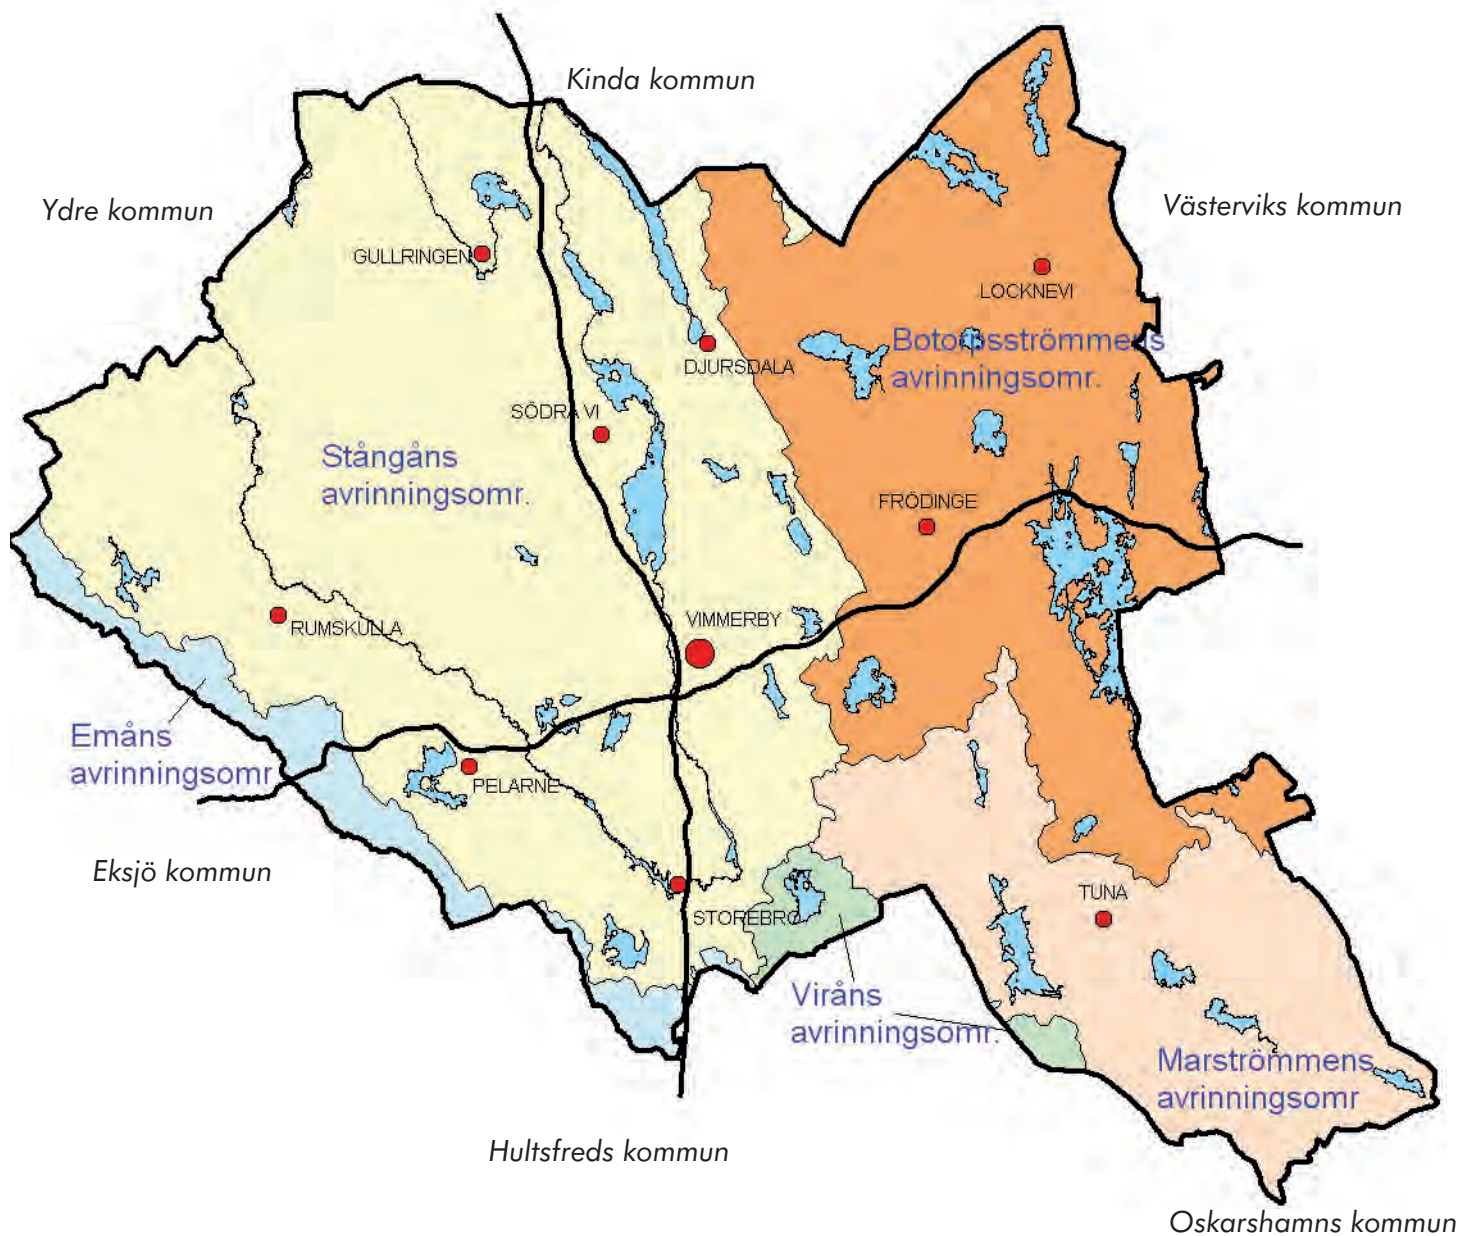 Kinda kommun
Ydre kommun
Västerviks kommun
GULLRINGEN
LOCKNEVI
Botorpsströmmens
avrinningsomr.
DJURSDALA
SÖDRA VI
Stångåns
avrinningsomr.
FRÖDINGE
VIMMERBY
RUMSKULLA
Emåns
avrinningsomr
PELARNE
Eksjö kommun
TUNA
STOREBRO
Viråns
avrinningsomr.
Marströmmens
avrinningsomr
Hultsfreds kommun
Oskarshamns kommun